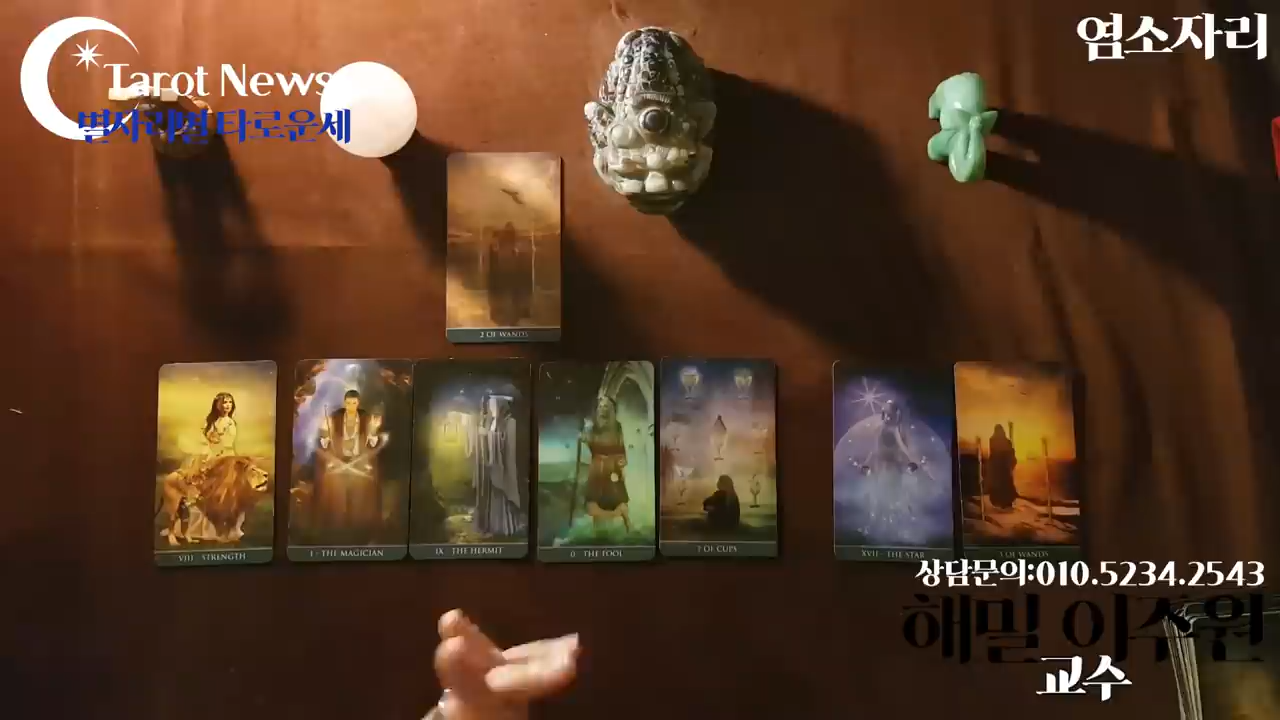 염소자리
Tarot News
별자리별 타로운세
2 OF WANDS
VIII · STRENGTH
I · THE MAGICIAN
IX · THE HERMIT
0 · THE FOOL
7 OF CUPS
XVII · THE STAR
3 OF WANDS
상담문의:010.5234.2543
해밀 이주원
교수